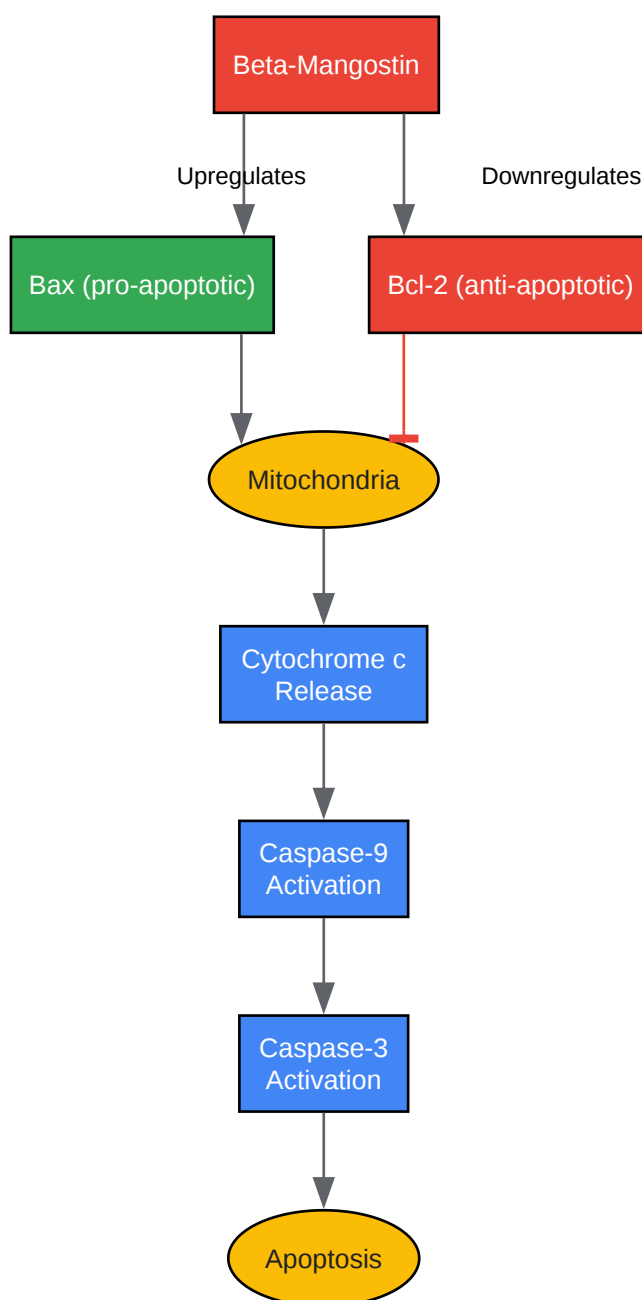 Beta-Mangostin
Upregulates
Downregulates
Bax (pro-apoptotic)
Bcl-2 (anti-apoptotic)
Mitochondria
Cytochrome c
Release
Caspase-9
Activation
Caspase-3
Activation
Apoptosis